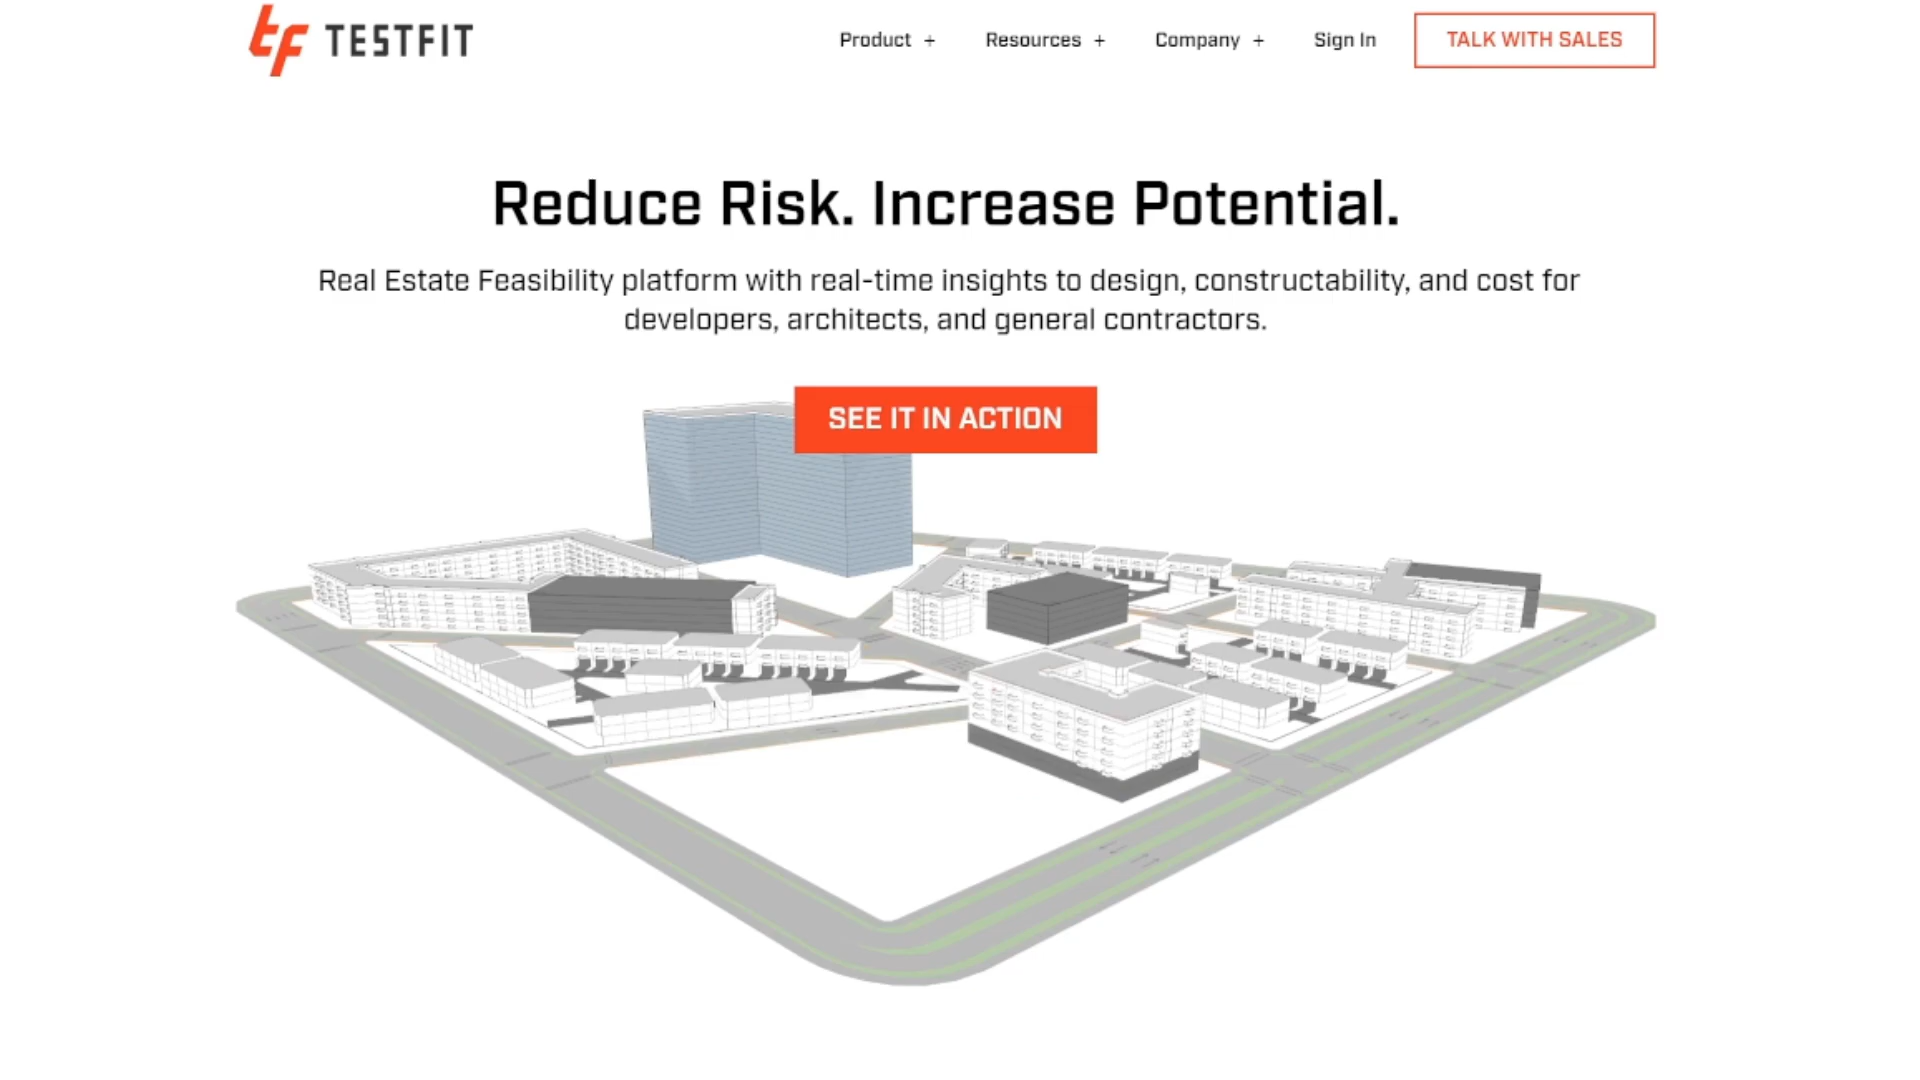 tf TESTFIT
Product + Resources + Company + Sign In TALK WITH SALES
Reduce Risk. Increase Potential.
Real Estate Feasibility platform with real-time insights to design, constructability, and cost for
developers, architects, and general contractors.
SEE IT IN ACTION